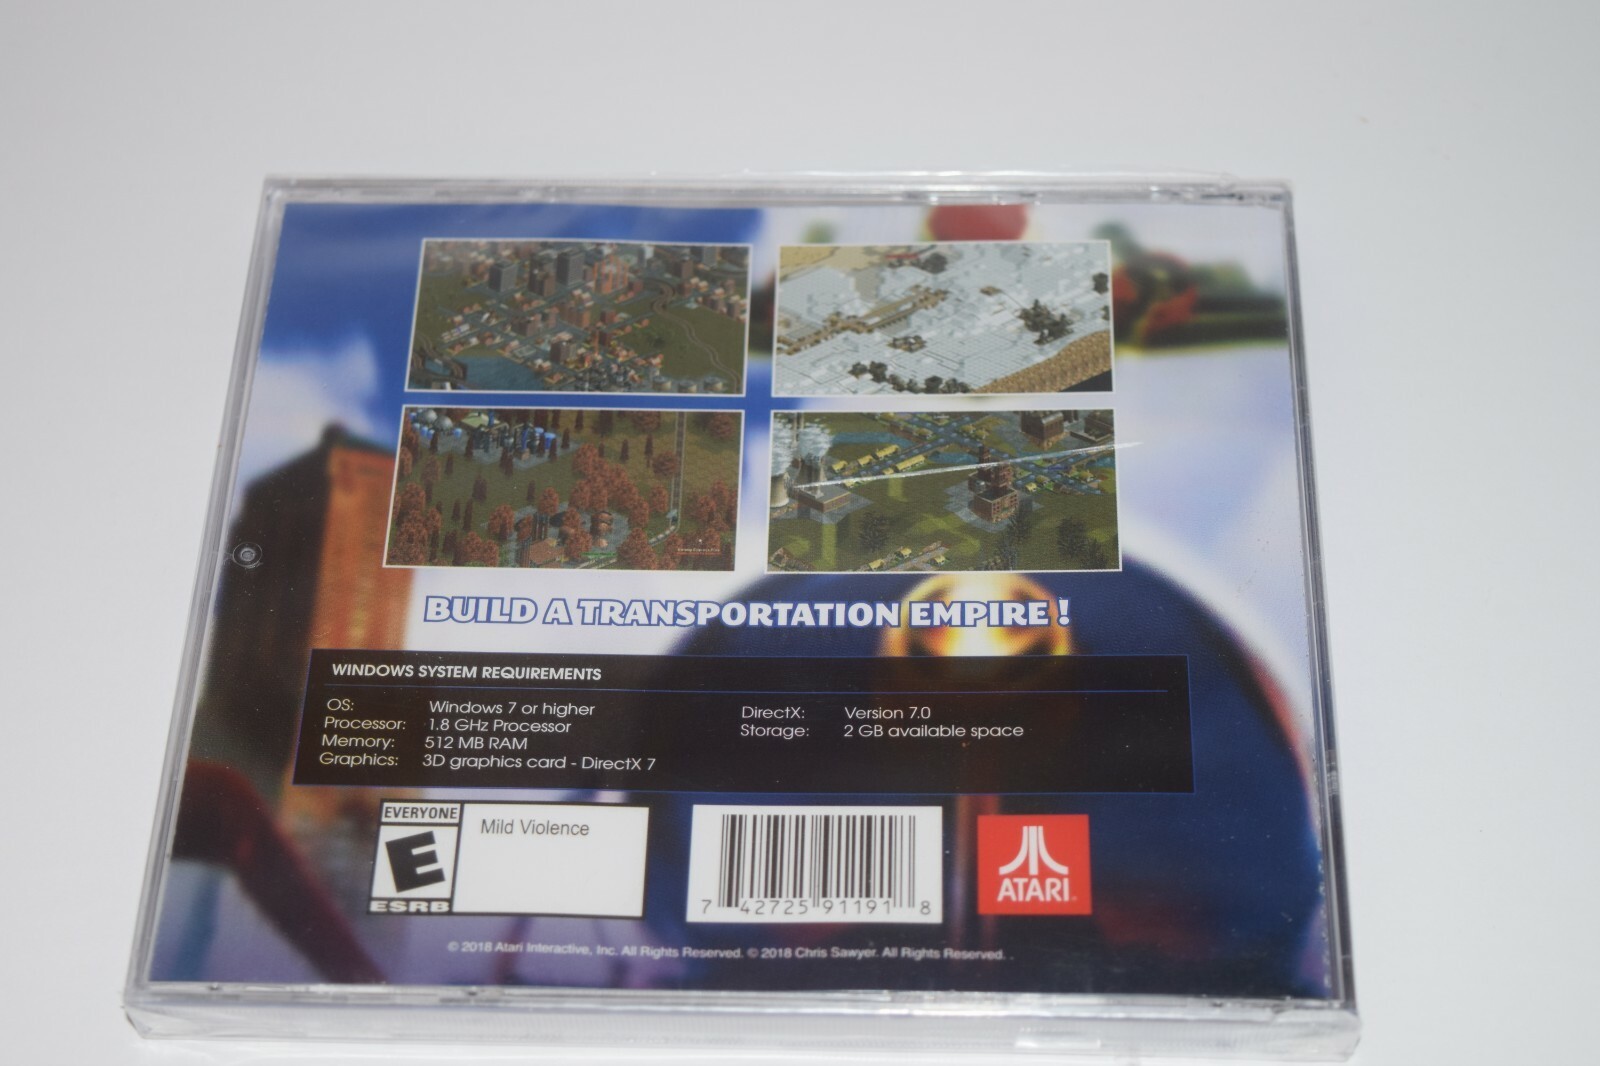 BUILD A TRANSPORTATION EMPIRE !
WINDOWS SYSTEM REQUIREMENTS
OS: Windows 7 or higher
Processor: 1.8 GHz Processor
Memory: 512 MB RAM
Graphics: 3D graphics card - DirectX 7
DirectX: Version 7.0
Storage: 2 GB available space
EVERYONE
E
ESRB
Mild Violence
7 42725 91191 8
ATARI
© 2018 Atari Interactive, Inc. All Rights Reserved. © 2018 Chris Sawyer. All Rights Reserved.